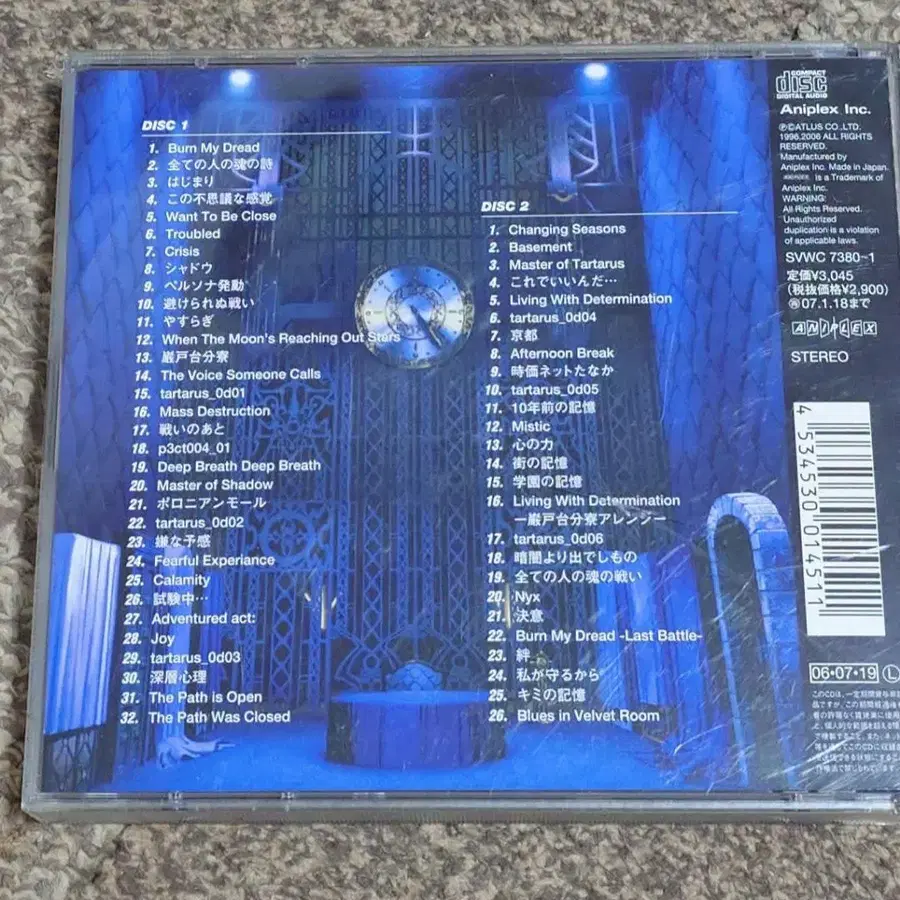 DISC 1
1. Burn My Dread
2. 全ての人の魂の詩
3. はじまり
4. この不思議な感覚
5. Want To Be Close
6. Troubled
7. Crisis
8. シャドウ
9. ペルソナ発動
10. 避けられぬ戦い
11. やすらぎ
12. When The Moon's Reaching Out Stars
13. 巌戸台分寮
14. The Voice Someone Calls
15. tartarus_0d01
16. Mass Destruction
17. 戦いのあと
18. p3ct004_01
19. Deep Breath Deep Breath
20. Master of Shadow
21. ポロニアンモール
22. tartarus_0d02
23. 嫌な予感
24. Fearful Experiance
25. Calamity
26. 試験中…
27. Adventured act:
28. Joy
29. tartarus_0d03
30. 深層心理
31. The Path is Open
32. The Path Was Closed
DISC 2
1. Changing Seasons
2. Basement
3. Master of Tartarus
4. これでいいんだ…
5. Living With Determination
6. tartarus_0d04
7. 京都
8. Afternoon Break
9. 時価ネットたなか
10. tartarus_0d05
11. 10年前の記憶
12. Mistic
13. 心の力
14. 街の記憶
15. 学園の記憶
16. Living With Determination
ー巌戸台分寮アレンジー
17. tartarus_0d06
18. 暗闇より出でしもの
19. 全ての人の魂の戦い
20. Nyx
21. 決意
22. Burn My Dread -Last Battle-
23. 絆
24. 私が守るから
25. キミの記憶
26. Blues in Velvet Room
COMPACT
disc
DIGITAL AUDIO
Aniplex Inc.
℗©ATLUS CO.,LTD.
1996,2006 ALL RIGHTS
RESERVED.
Manufactured by
Aniplex Inc. Made in Japan.
ANIPLEX is a Trademark of
Aniplex Inc.
WARNING:
All Rights Reserved.
Unauthorized
duplication is a violation
of applicable laws.
SVWC 7380~1
定価¥3,045
(税抜価格¥2,900)
07.1.18まで
ANIPLEX
STEREO
4 534530 014511
06・07・19 L
このCDは、一定期間貸与非